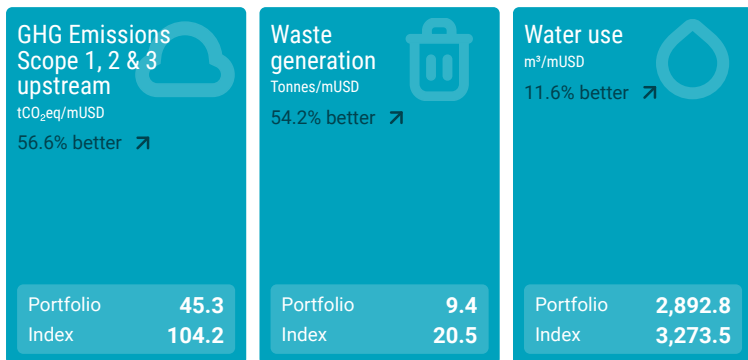 GHG Emissions
Scope 1, 2 & 3
upstream
tCO₂eq/mUSD
56.6% better
Portfolio 45.3
Index 104.2
Waste
generation
Tonnes/mUSD
54.2% better
Portfolio 9.4
Index 20.5
Water use
m³/mUSD
11.6% better
Portfolio 2,892.8
Index 3,273.5